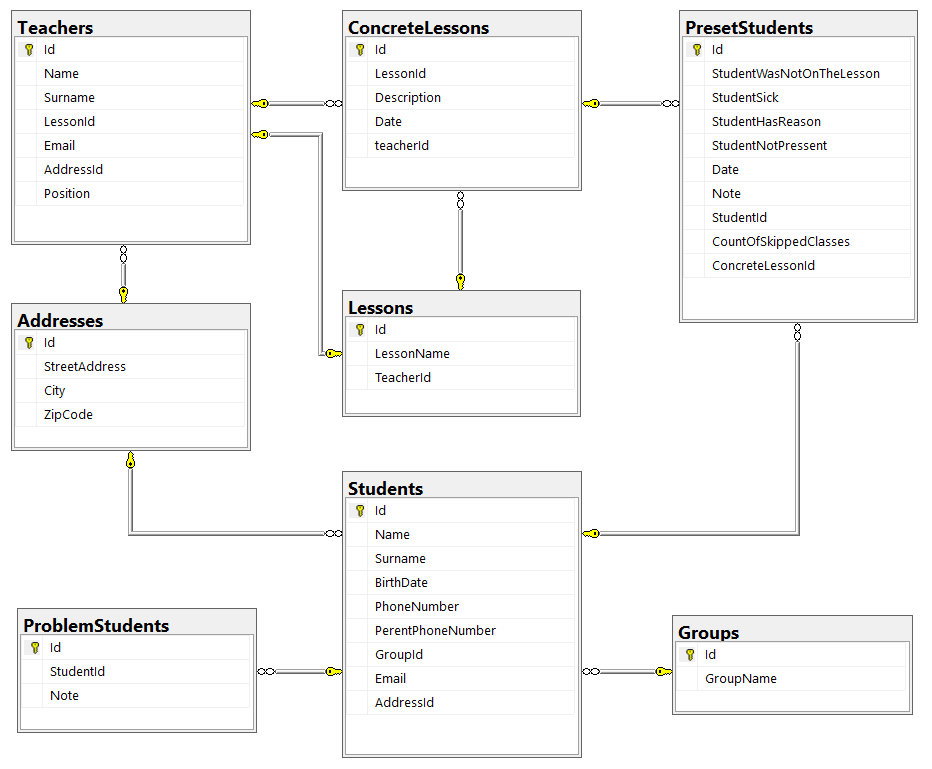 Teachers
Id
Name
Surname
LessonId
Email
AddressId
Position
ConcreteLessons
Id
LessonId
Description
Date
teacherId
PresetStudents
Id
StudentWasNotOnTheLesson
StudentSick
StudentHasReason
StudentNotPressent
Date
Note
StudentId
CountOfSkippedClasses
ConcreteLessonId
Addresses
Id
StreetAddress
City
ZipCode
Lessons
Id
LessonName
TeacherId
Students
Id
Name
Surname
BirthDate
PhoneNumber
PerentPhoneNumber
GroupId
Email
AddressId
ProblemStudents
Id
StudentId
Note
Groups
Id
GroupName